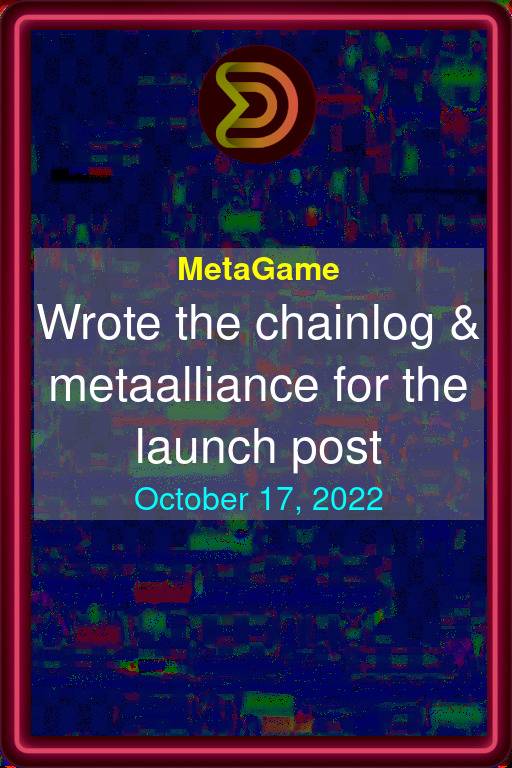 MetaGame
Wrote the chainlog &
metaalliance for the
launch post
October 17, 2022